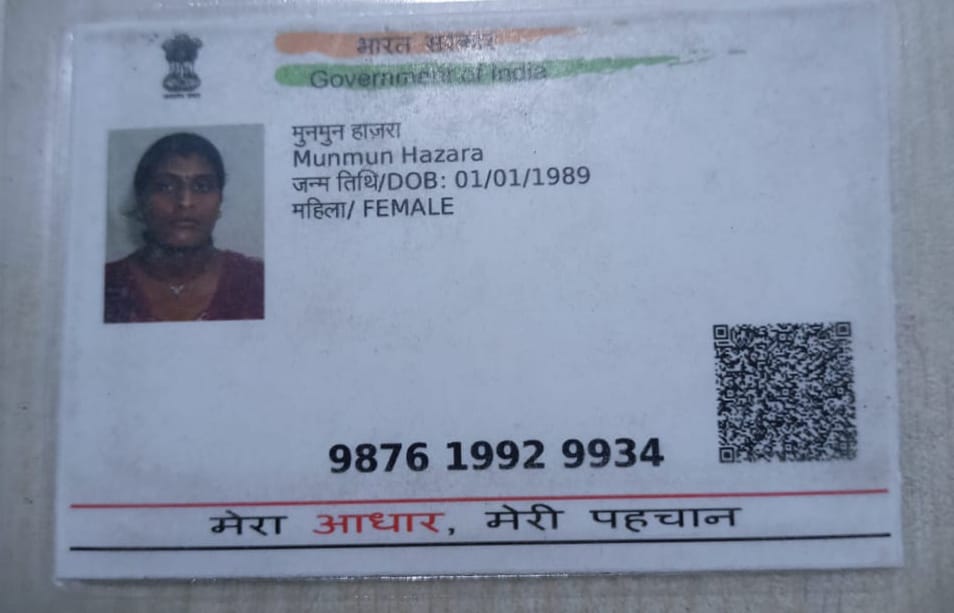 भारत सरकार
Government of India
मुनमुन हाज़रा
Munmun Hazara
जन्म तिथि/DOB: 01/01/1989
महिला/ FEMALE
9876 1992 9934
मेरा आधार, मेरी पहचान